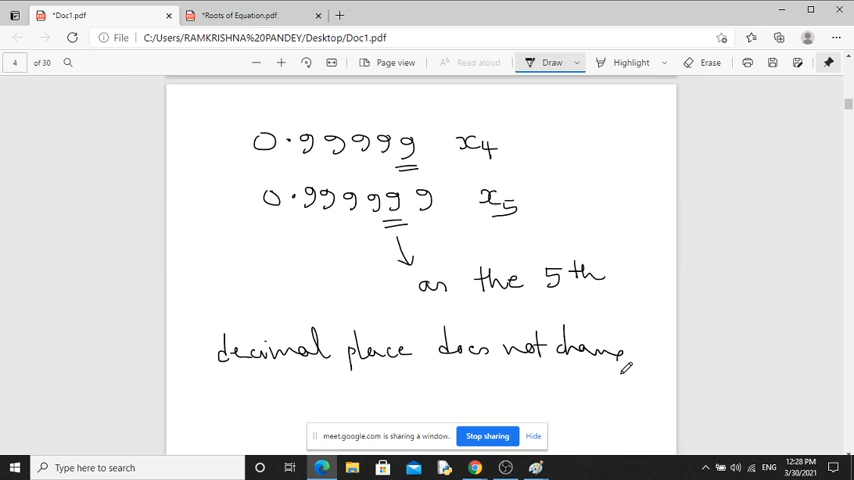 *Doc1.pdf
*Roots of Equation.pdf
File C:/Users/RAMKRISHNA%20PANDEY/Desktop/Doc1.pdf
4 of 30 Page view Read aloud Draw Highlight Erase
0.99999 x4
0.999999 x5
as the 5th
decimal place does not change
meet.google.com is sharing a window. Stop sharing Hide
Type here to search
ENG
12:28 PM
3/30/2021